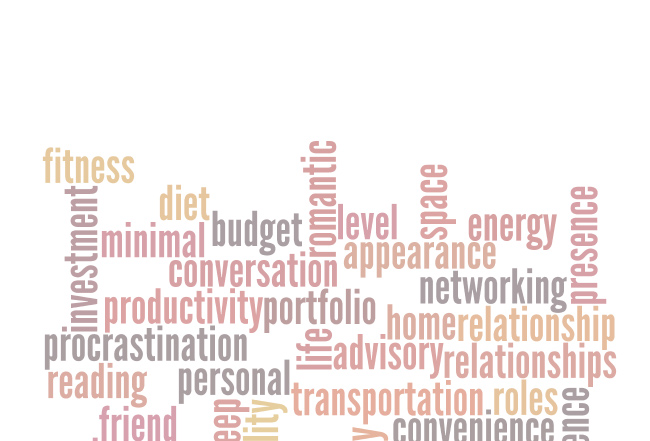 fitness
romantic
space
diet
investment
level
presence
budget
energy
minimal
appearance
conversation
networking
productivity
portfolio
home
relationship
procrastination
life
advisory
relationships
reading
personal
transportation
roles
friend
convenience